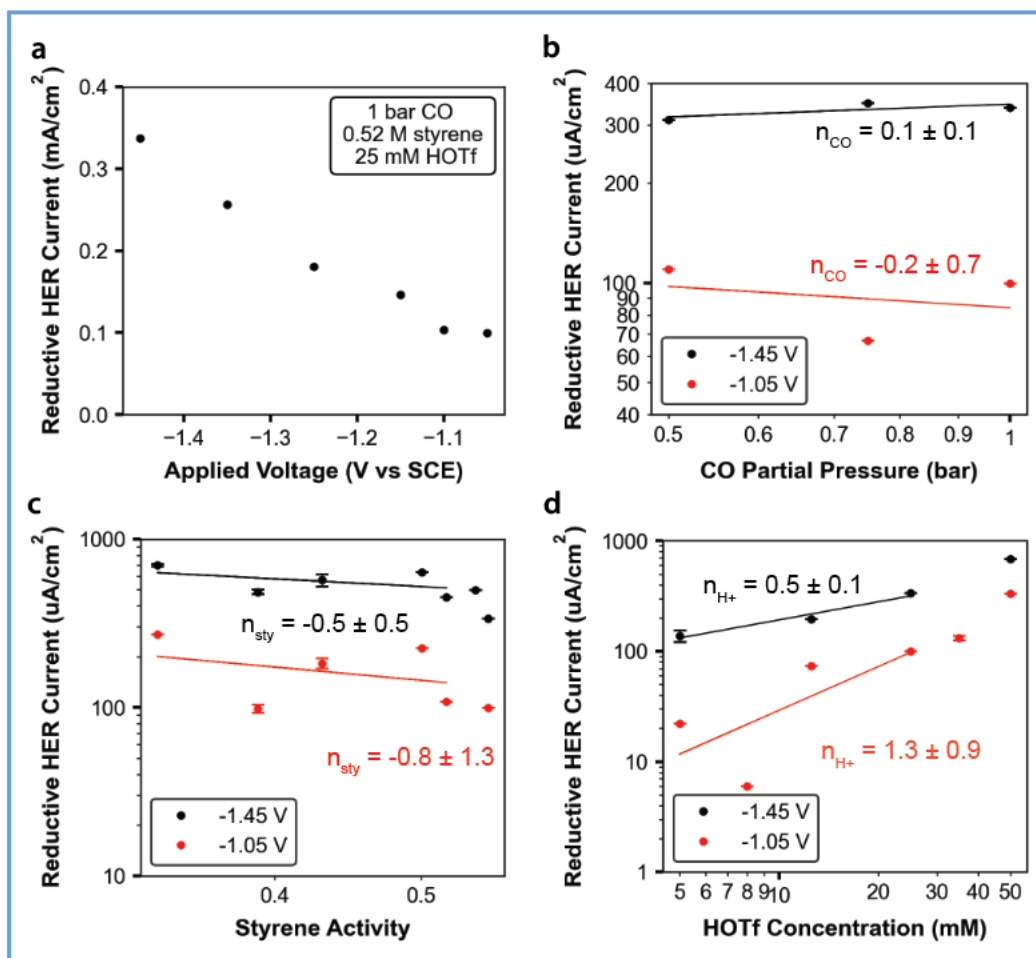 a
Reductive HER Current (mA/cm²)
0.4
0.3
0.2
0.1
0.0
1 bar CO
0.52 M styrene
25 mM HOTf
−1.4 −1.3 −1.2 −1.1
Applied Voltage (V vs SCE)
b
Reductive HER Current (uA/cm²)
400
300
200
100
90
80
70
60
50
40
n_CO = 0.1 ± 0.1
n_CO = -0.2 ± 0.7
-1.45 V
-1.05 V
0.5 0.6 0.7 0.8 0.9 1
CO Partial Pressure (bar)
c
Reductive HER Current (uA/cm²)
1000
100
10
n_sty = -0.5 ± 0.5
n_sty = -0.8 ± 1.3
-1.45 V
-1.05 V
0.4 0.5
Styrene Activity
d
Reductive HER Current (uA/cm²)
1000
100
10
1
n_H+ = 0.5 ± 0.1
n_H+ = 1.3 ± 0.9
-1.45 V
-1.05 V
5 6 7 8 9 10 20 30 40 50
HOTf Concentration (mM)